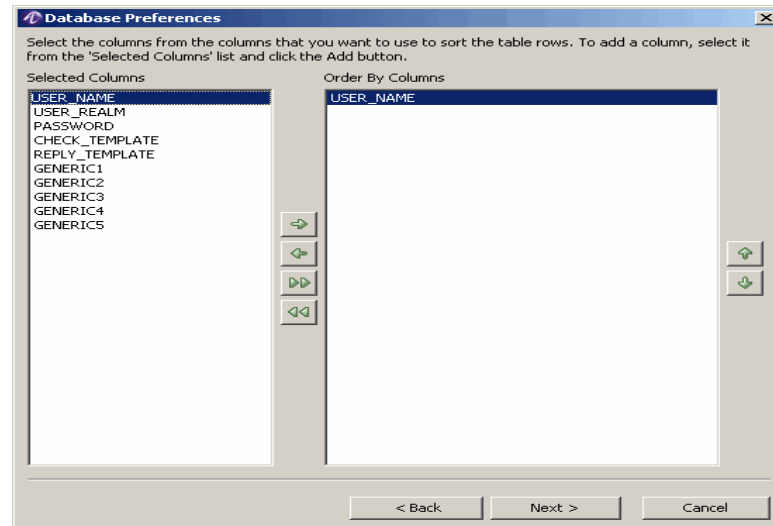 Database Preferences
Select the columns from the columns that you want to use to sort the table rows. To add a column, select it
from the 'Selected Columns' list and click the Add button.
Selected Columns
Order By Columns
USER_NAME
USER_REALM
PASSWORD
CHECK_TEMPLATE
REPLY_TEMPLATE
GENERIC1
GENERIC2
GENERIC3
GENERIC4
GENERIC5
USER_NAME
< Back
Next >
Cancel